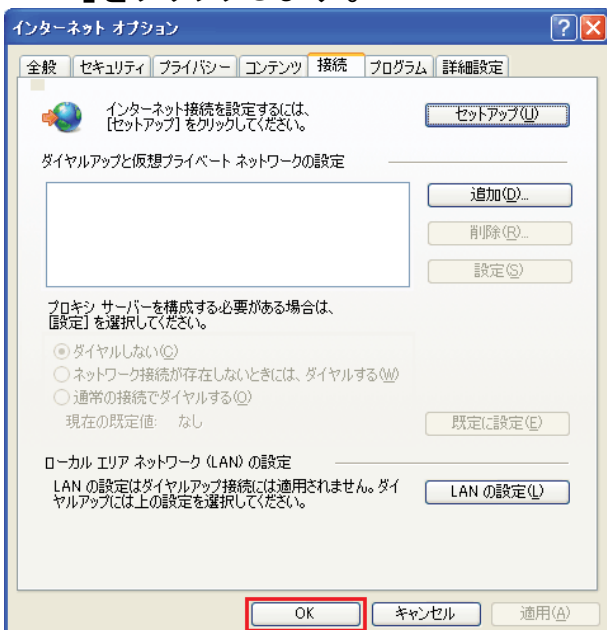 インターネット オプション
全般 セキュリティ プライバシー コンテンツ 接続 プログラム 詳細設定
インターネット接続を設定するには、
[セットアップ] をクリックしてください。
セットアップ(U)
ダイヤルアップと仮想プライベート ネットワークの設定
追加(D)...
削除(R)...
設定(S)
プロキシ サーバーを構成する必要がある場合は、
[設定] を選択してください。
ダイヤルしない(C)
ネットワーク接続が存在しないときには、ダイヤルする(W)
通常の接続でダイヤルする(O)
現在の既定値: なし
既定に設定(E)
ローカル エリア ネットワーク (LAN) の設定
LAN の設定はダイヤルアップ接続には適用されません。ダイ
ヤルアップには上の設定を選択してください。
LAN の設定(L)
OK キャンセル 適用(A)